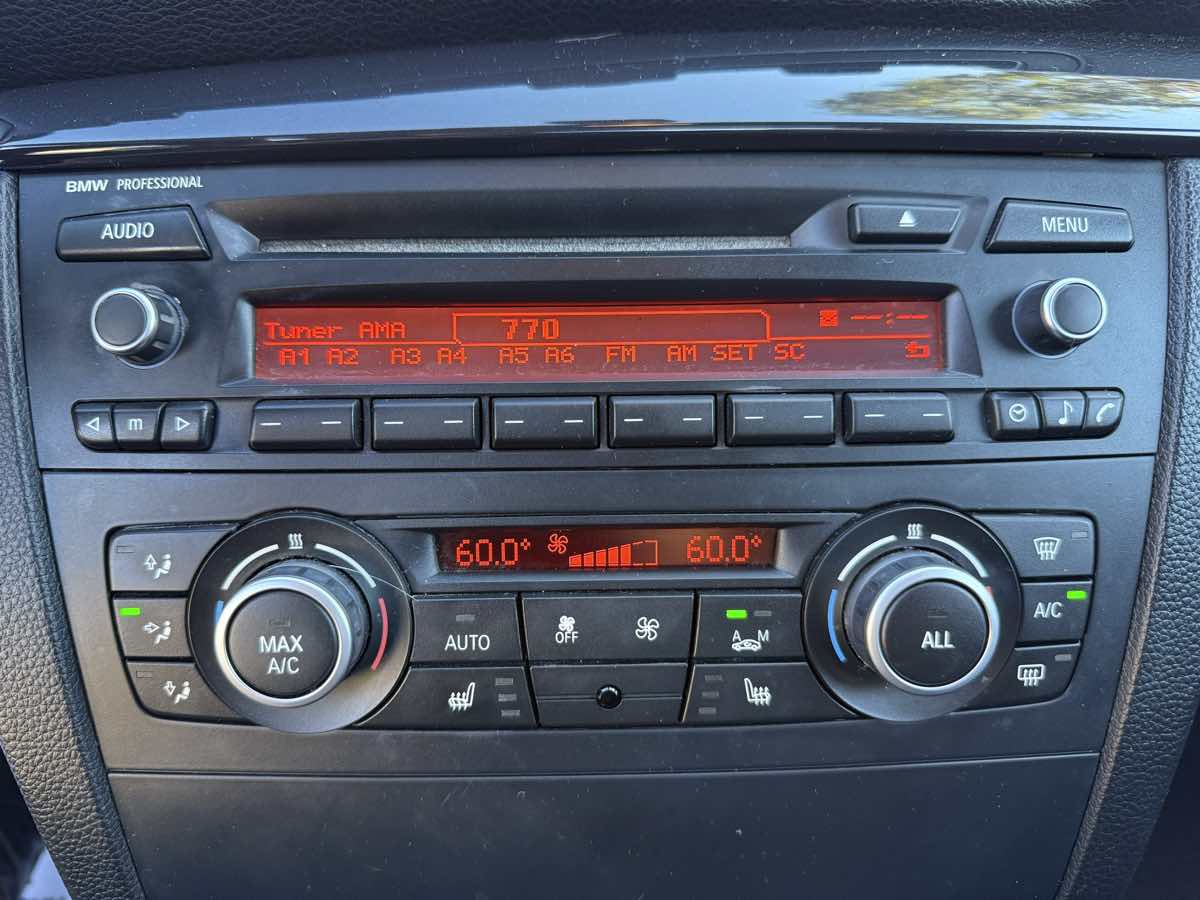 BMW PROFESSIONAL
AUDIO
MENU
Tuner AMA 770 --:--
A1 A2 A3 A4 A5 A6 FM AM SET SC
m
60.0° 60.0°
MAX
A/C
AUTO
OFF
A M
ALL
A/C